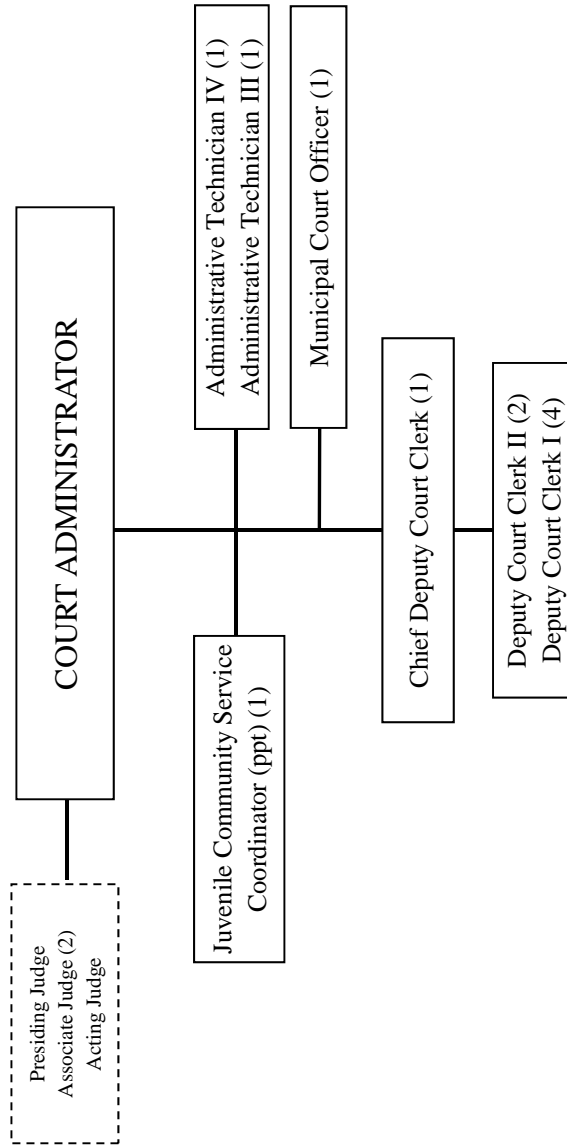 COURT ADMINISTRATOR
Presiding Judge
Associate Judge (2)
Acting Judge
Juvenile Community Service
Coordinator (ppt) (1)
Administrative Technician IV (1)
Administrative Technician III (1)
Municipal Court Officer (1)
Chief Deputy Court Clerk (1)
Deputy Court Clerk II (2)
Deputy Court Clerk I (4)